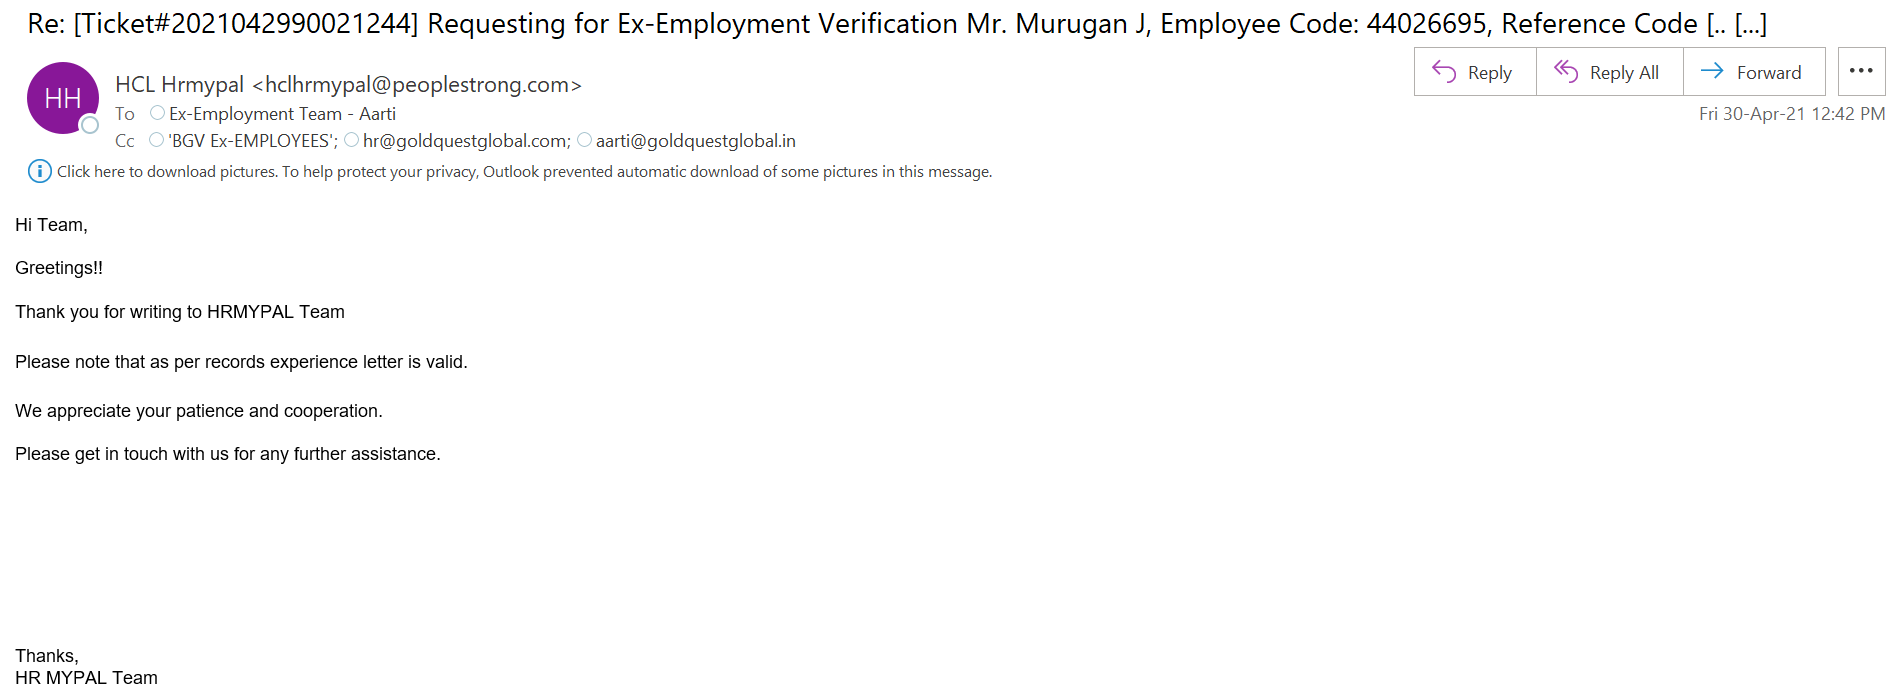 Re: [Ticket#2021042990021244] Requesting for Ex-Employment Verification Mr. Murugan J, Employee Code: 44026695, Reference Code [.. [...]
HH
HCL Hrmypal <hclhrmypal@peoplestrong.com>
Reply
Reply All
Forward
...
To Ex-Employment Team - Aarti
Fri 30-Apr-21 12:42 PM
Cc 'BGV Ex-EMPLOYEES'; hr@goldquestglobal.com; aarti@goldquestglobal.in
Click here to download pictures. To help protect your privacy, Outlook prevented automatic download of some pictures in this message.
Hi Team,
Greetings!!
Thank you for writing to HRMYPAL Team
Please note that as per records experience letter is valid.
We appreciate your patience and cooperation.
Please get in touch with us for any further assistance.
Thanks,
HR MYPAL Team